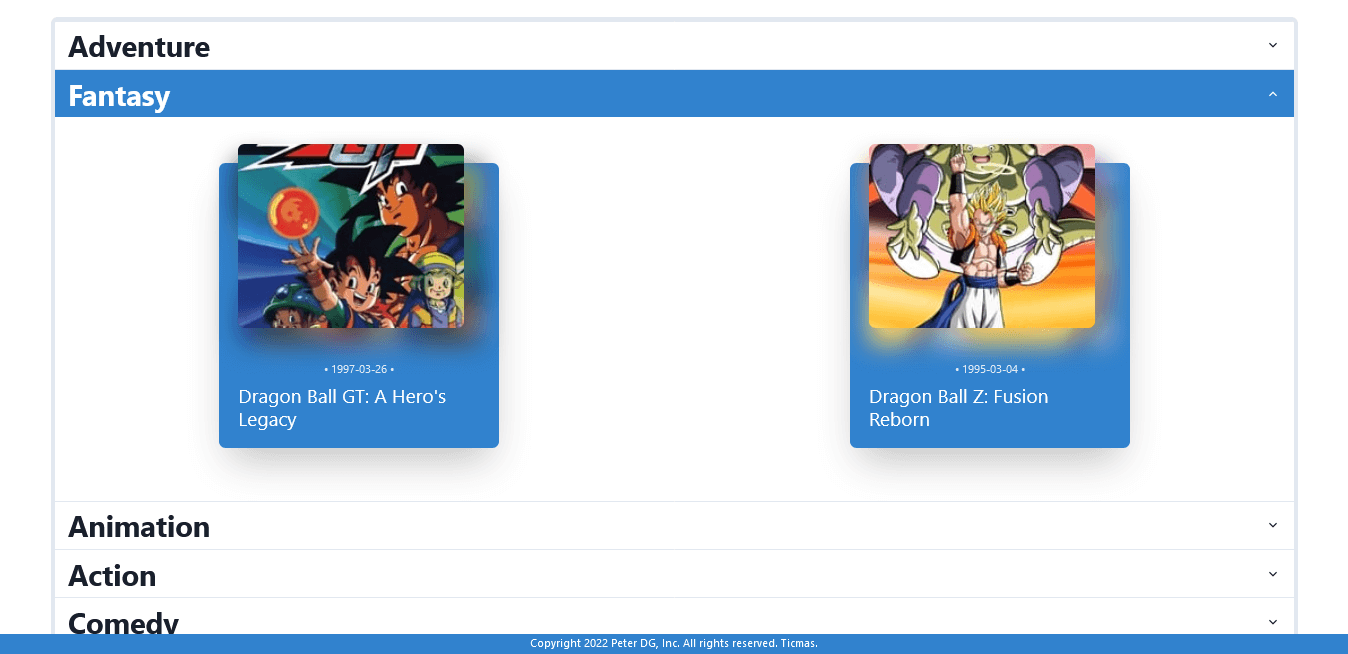 Adventure
Fantasy
GT
• 1997-03-26 •
Dragon Ball GT: A Hero's
Legacy
• 1995-03-04 •
Dragon Ball Z: Fusion
Reborn
Animation
Action
Comedy
Copyright 2022 Peter DG, Inc. All rights reserved. Ticmas.